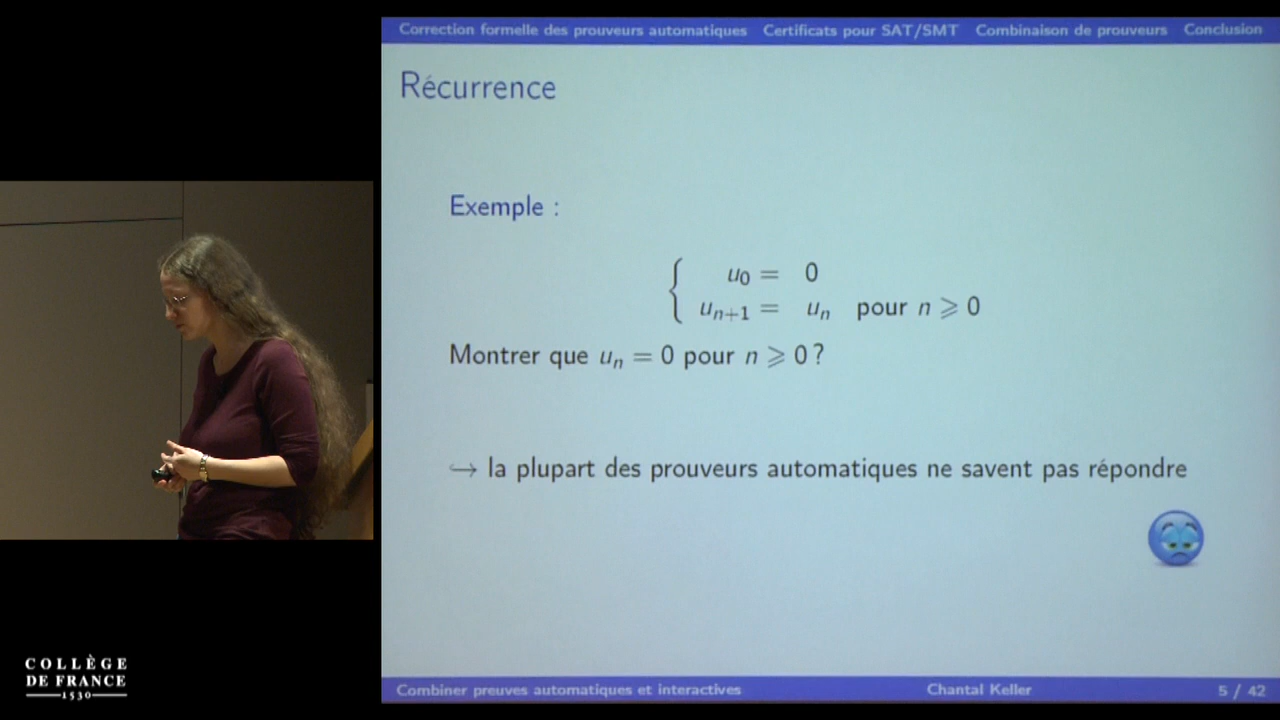 Correction formelle des prouveurs automatiques Certificats pour SAT/SMT Combinaison de prouveurs Conclusion
Récurrence
Exemple :
u₀ = 0
uₙ₊₁ = uₙ pour n ⩾ 0
Montrer que uₙ = 0 pour n ⩾ 0 ?
↪ la plupart des prouveurs automatiques ne savent pas répondre
COLLÈGE
DE FRANCE
1530
Combiner preuves automatiques et interactives Chantal Keller 5 / 42